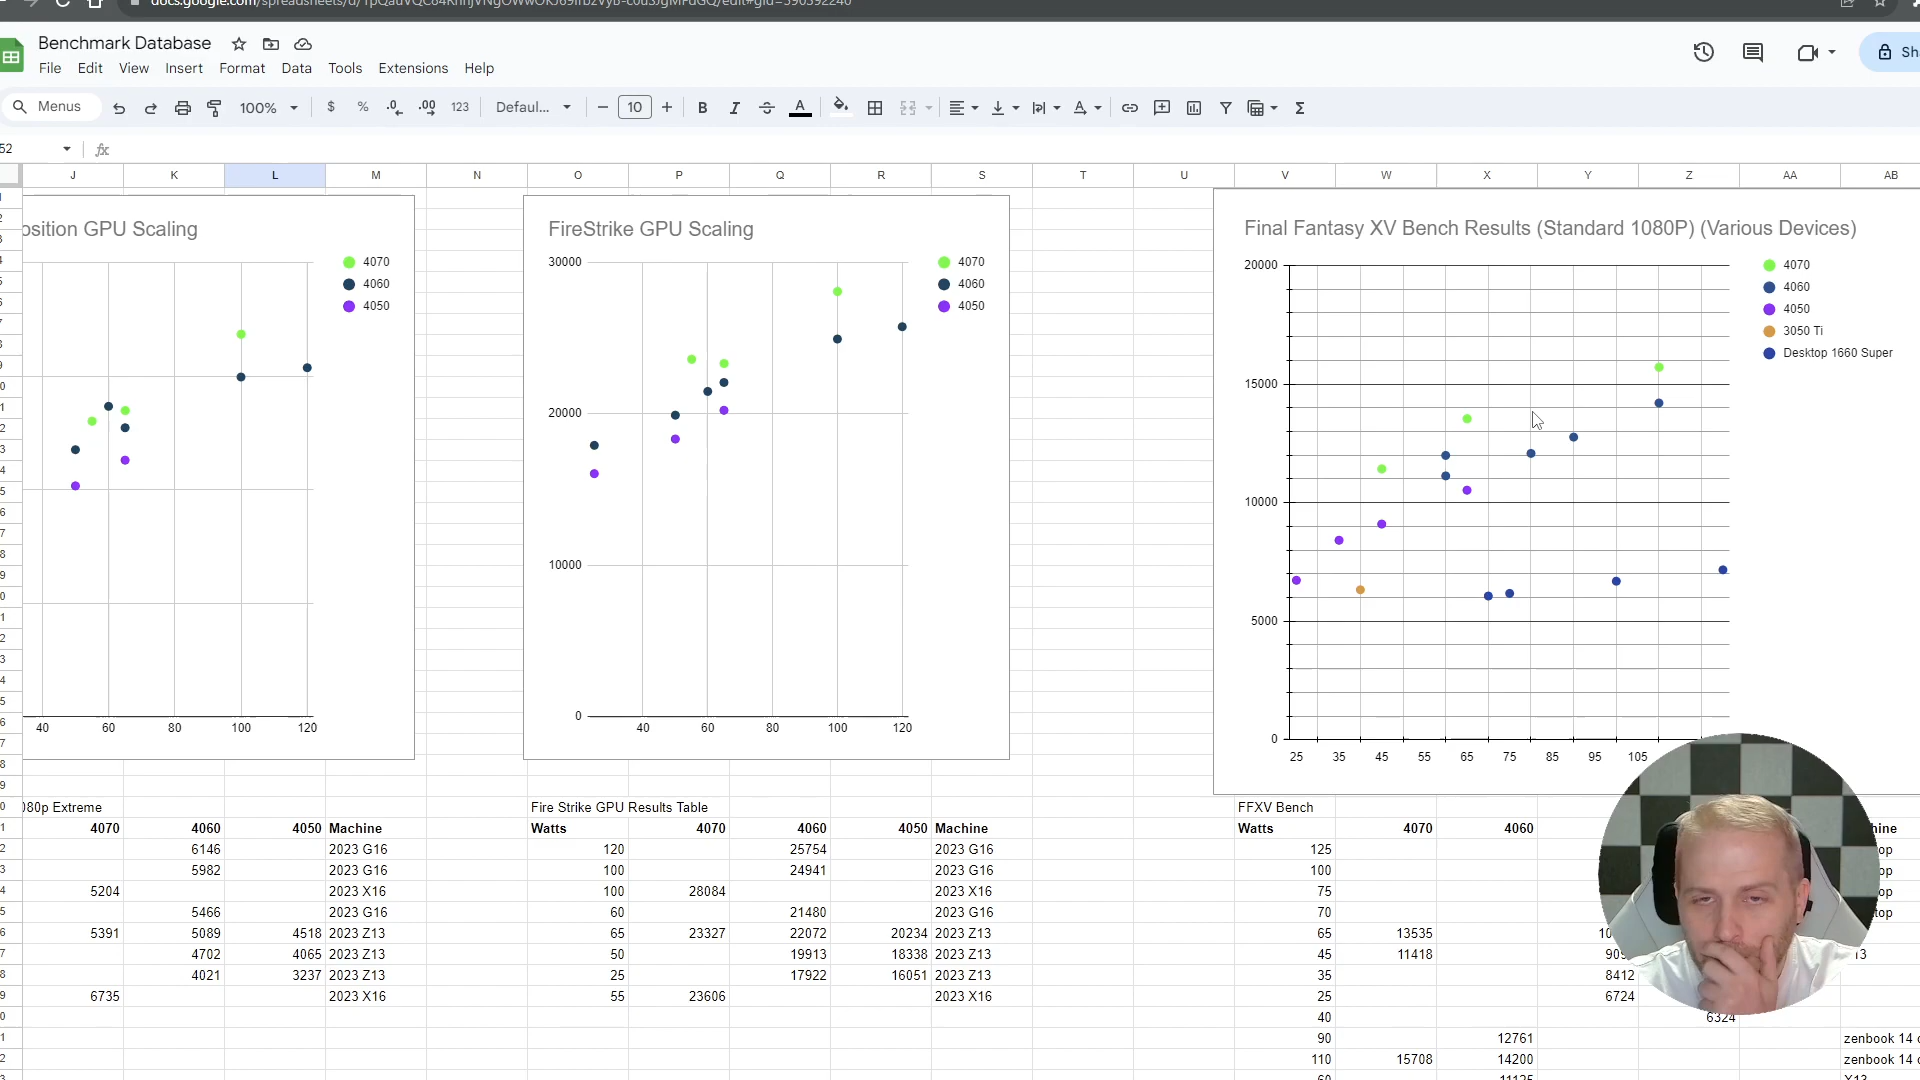 Benchmark Database
File Edit View Insert Format Data Tools Extensions Help
Menus 100% $ % .0 .00 123 Defaul... 10 B I A Σ
52 fx
J K L M N O P Q R S T U V W X Y Z AA AB
osition GPU Scaling
4070
4060
4050
40 60 80 100 120
FireStrike GPU Scaling
30000
20000
10000
0
4070
4060
4050
40 60 80 100 120
Final Fantasy XV Bench Results (Standard 1080P) (Various Devices)
20000
15000
10000
5000
0
4070
4060
4050
3050 Ti
Desktop 1660 Super
25 35 45 55 65 75 85 95 105
080p Extreme
4070 4060 4050 Machine
6146 2023 G16
5982 2023 G16
5204 2023 X16
5466 2023 G16
5391 5089 4518 2023 Z13
4702 4065 2023 Z13
4021 3237 2023 Z13
6735 2023 X16
Fire Strike GPU Results Table
Watts 4070 4060 4050 Machine
120 25754 2023 G16
100 24941 2023 G16
100 28084 2023 X16
60 21480 2023 G16
65 23327 22072 20234 2023 Z13
50 19913 18338 2023 Z13
25 17922 16051 2023 Z13
55 23606 2023 X16
FFXV Bench
Watts 4070 4060
125
100
75
70
65 13535
45 11418
35 8412
25 6724
40 6324
90 12761 zenbook 14
110 15708 14200 zenbook 14